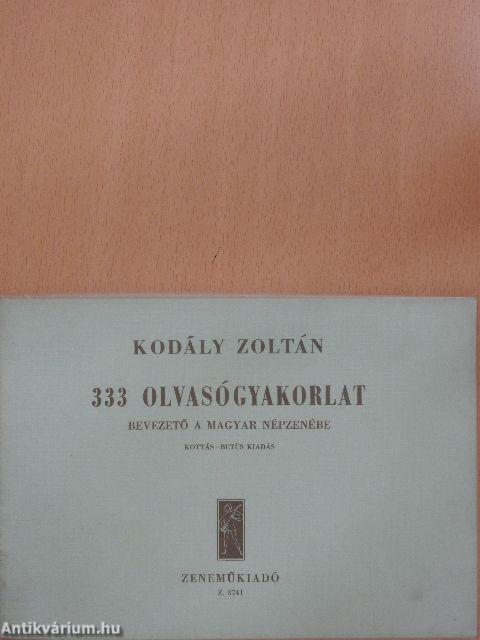 KODÁLY ZOLTÁN
333 OLVASÓGYAKORLAT
BEVEZETŐ A MAGYAR NÉPZENÉBE
KOTTÁS - BETŰS KIADÁS
ZENEMŰKIADÓ
Z. 3741
Antikvárium.hu